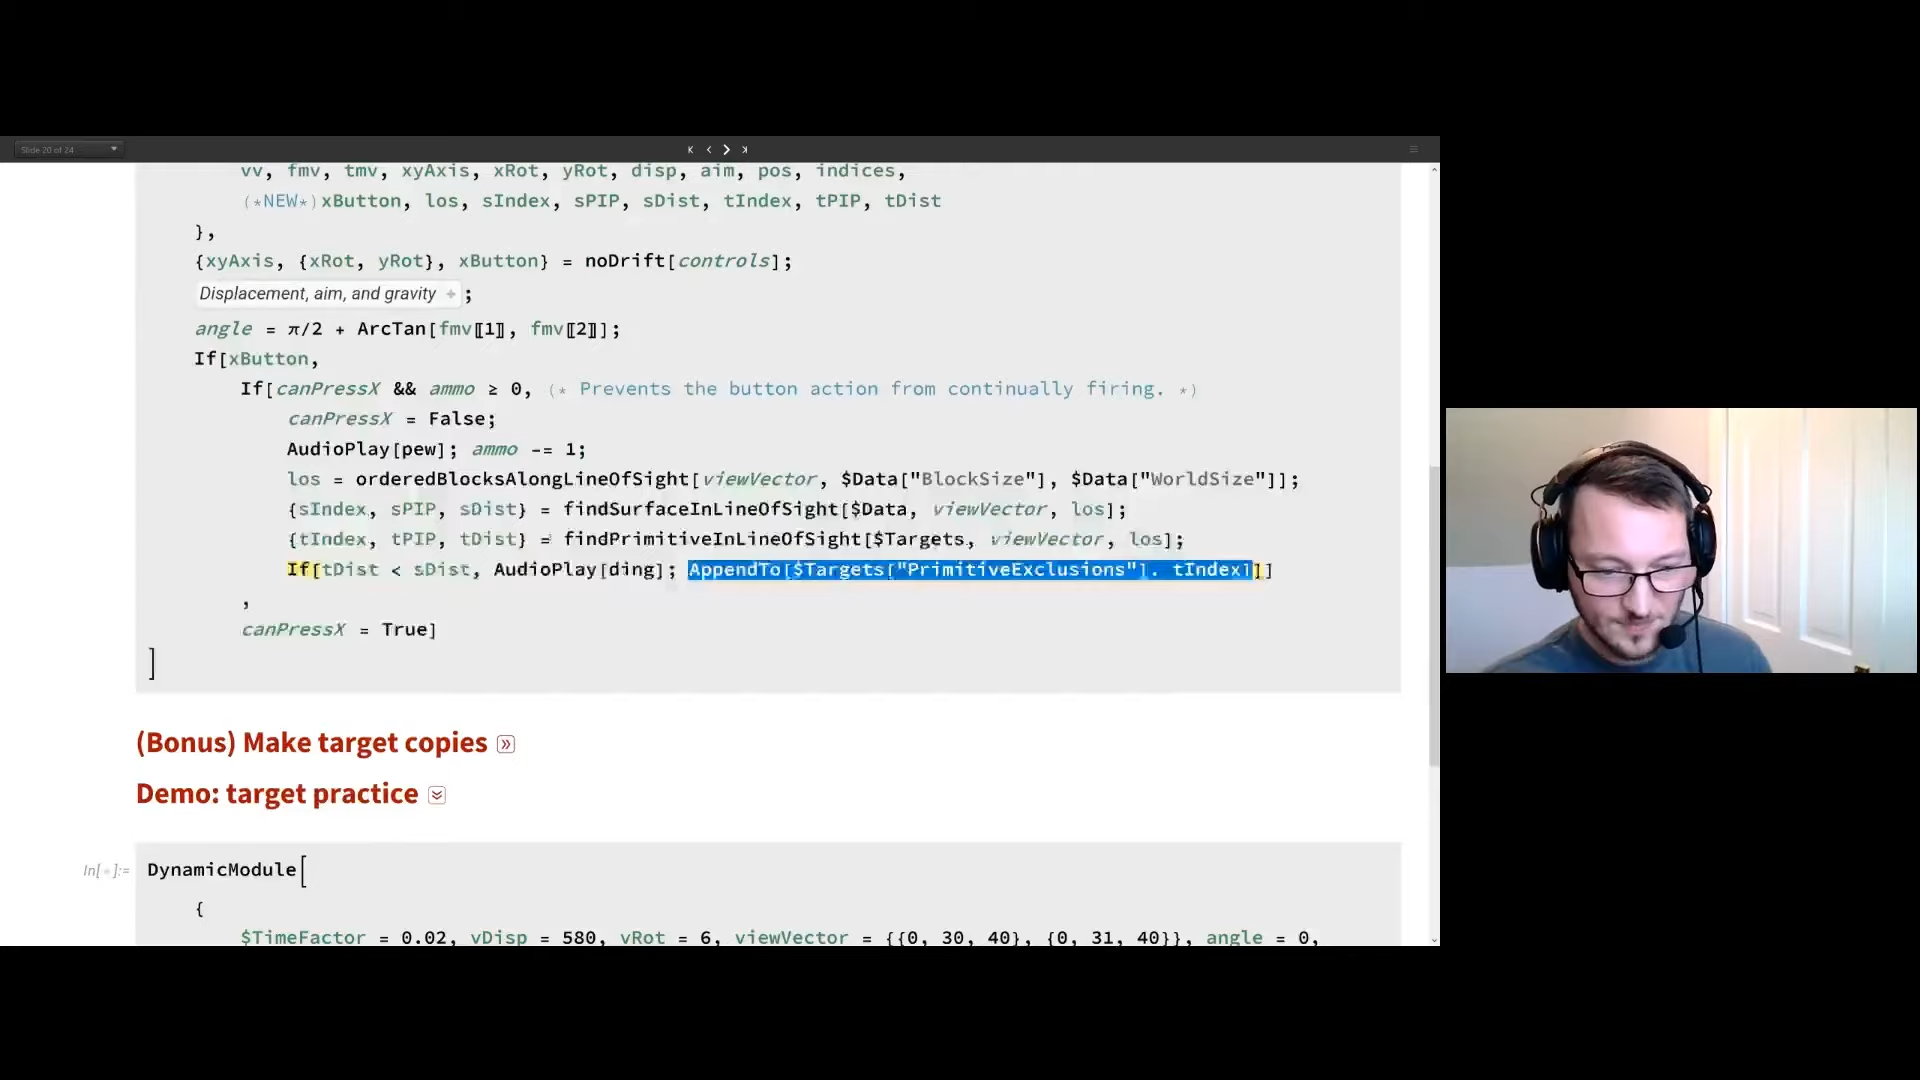 Slide 20 of 24
vv, fmv, tmv, xyAxis, xRot, yRot, disp, aim, pos, indices,
(*NEW*)xButton, los, sIndex, sPIP, sDist, tIndex, tPIP, tDist
},
{xyAxis, {xRot, yRot}, xButton} = noDrift[controls];
Displacement, aim, and gravity + ;
angle = π/2 + ArcTan[fmv〚1〛, fmv〚2〛];
If[xButton,
If[canPressX && ammo ≥ 0, (* Prevents the button action from continually firing. *)
canPressX = False;
AudioPlay[pew]; ammo -= 1;
los = orderedBlocksAlongLineOfSight[viewVector, $Data["BlockSize"], $Data["WorldSize"]];
{sIndex, sPIP, sDist} = findSurfaceInLineOfSight[$Data, viewVector, los];
{tIndex, tPIP, tDist} = findPrimitiveInLineOfSight[$Targets, viewVector, los];
If[tDist < sDist, AudioPlay[ding]; AppendTo[$Targets["PrimitiveExclusions"], tIndex]]]
,
canPressX = True]
]
(Bonus) Make target copies
Demo: target practice
In[ ]:= DynamicModule[
{
$TimeFactor = 0.02, vDisp = 580, vRot = 6, viewVector = {{0, 30, 40}, {0, 31, 40}}, angle = 0,